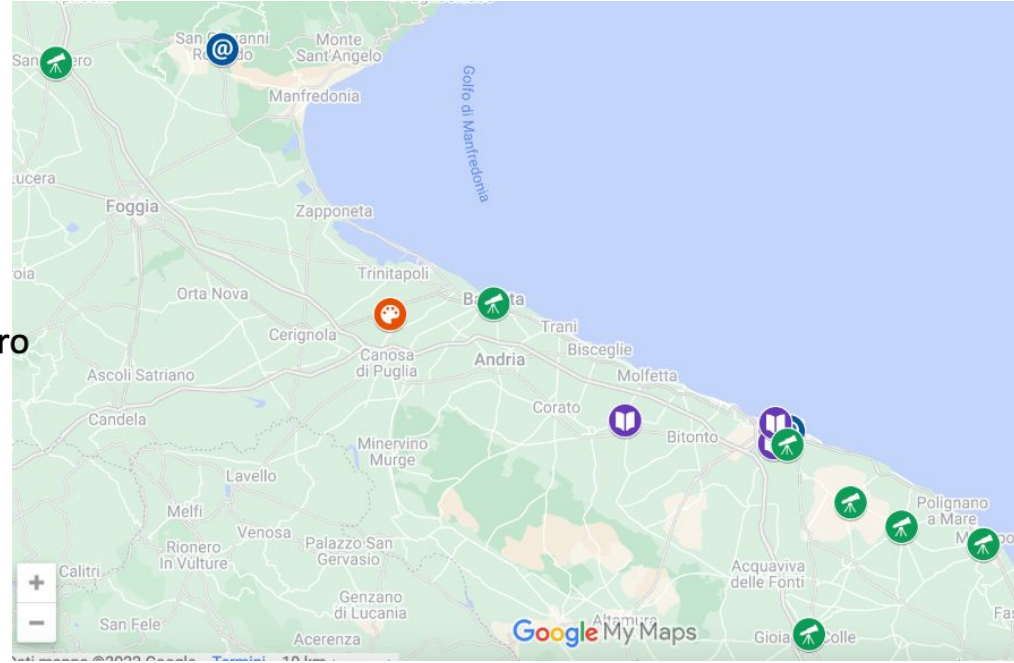 San Giovanni
Monte
Sant'Angelo
Manfredonia
Golfo di Manfredonia
Foggia
Zapponeta
Trinitapoli
Orta Nova
Cerignola
Canosa
di Puglia
Andria
Trani
Bisceglie
Molfetta
ro
Ascoli Satriano
Candela
Corato
Bitonto
Minervino
Murge
Lavello
Melfi
Venosa
Rionero
In Vulture
Palazzo San
Gervasio
Polignano
a Mare
Acquaviva
delle Fonti
+
−
Calitri
Genzano
di Lucania
San Fele
Acerenza
Altamura
Google My Maps
Gioia Colle
Dati mappa ©2023 Google Termini 10 km